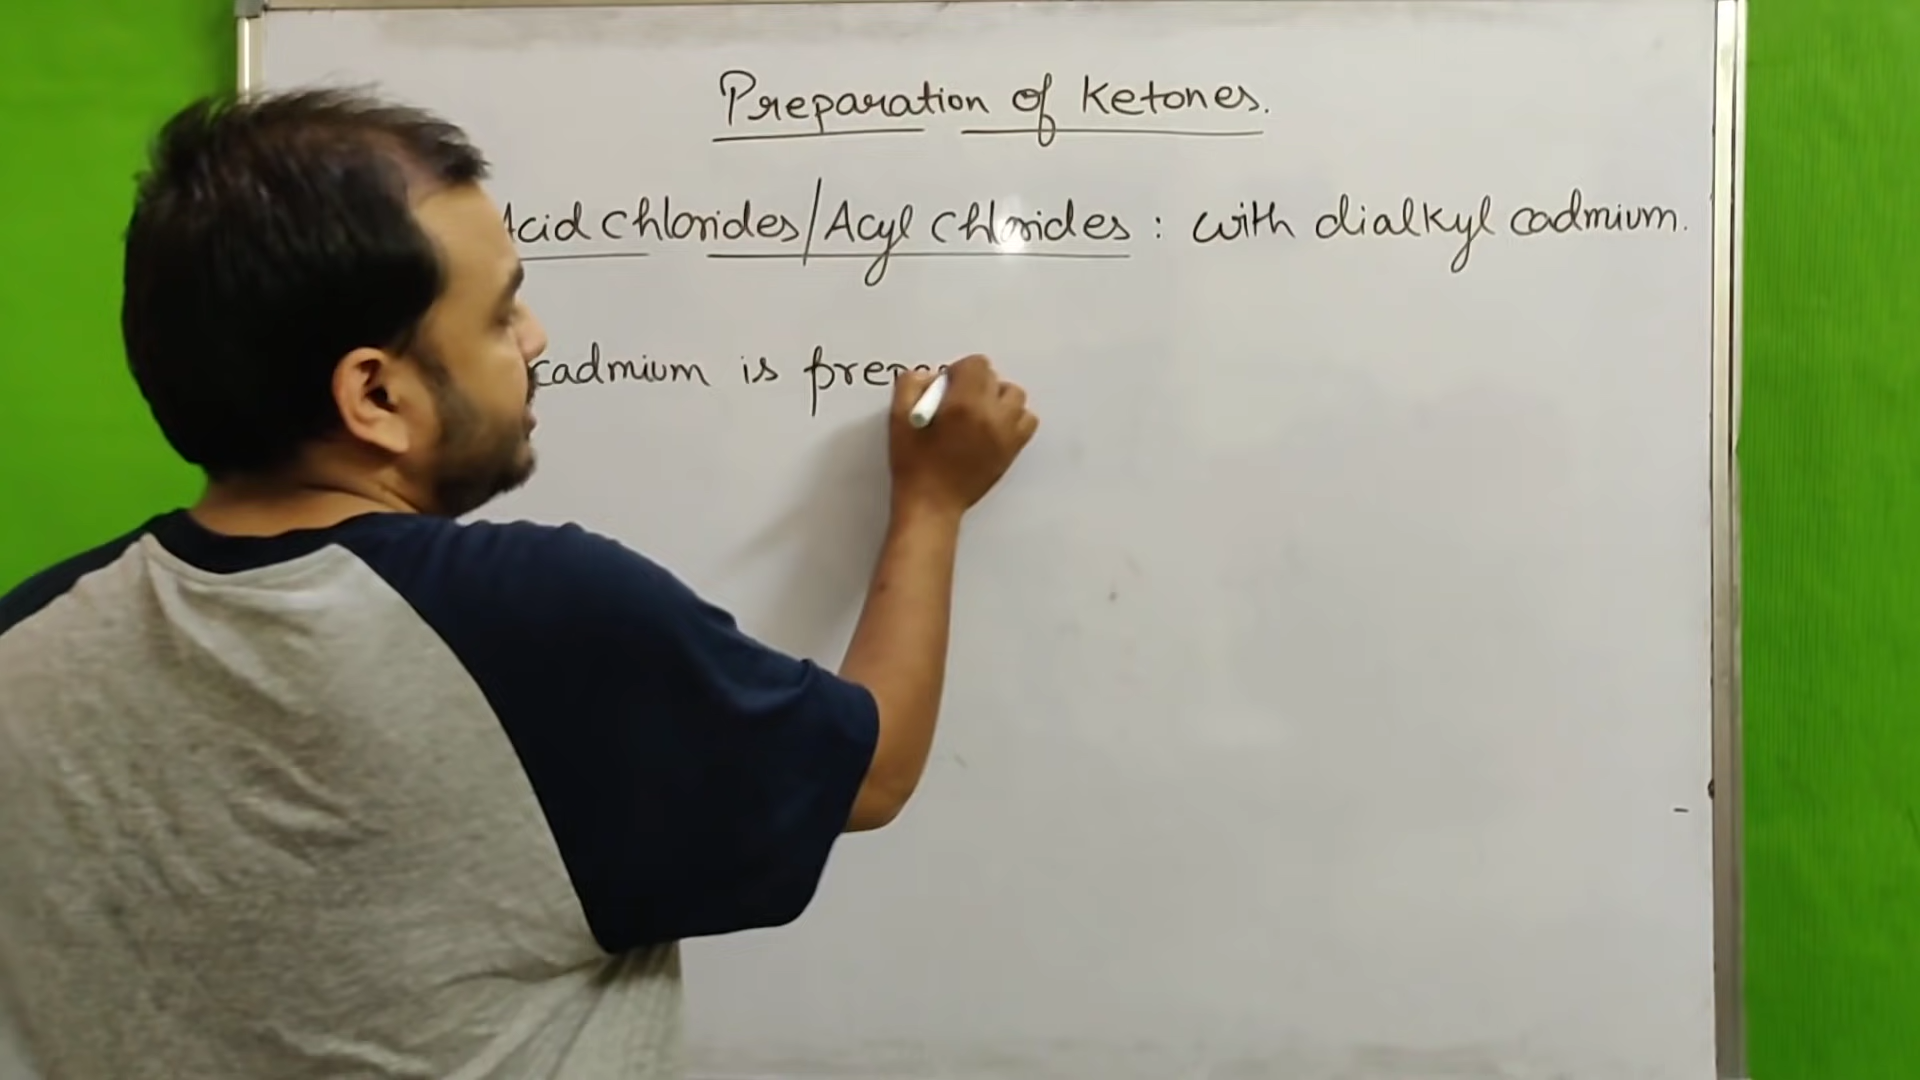 Preparation of Ketones.
Acid Chlorides/Acyl Chlorides : with dialkyl cadmium.
cadmium is prepa